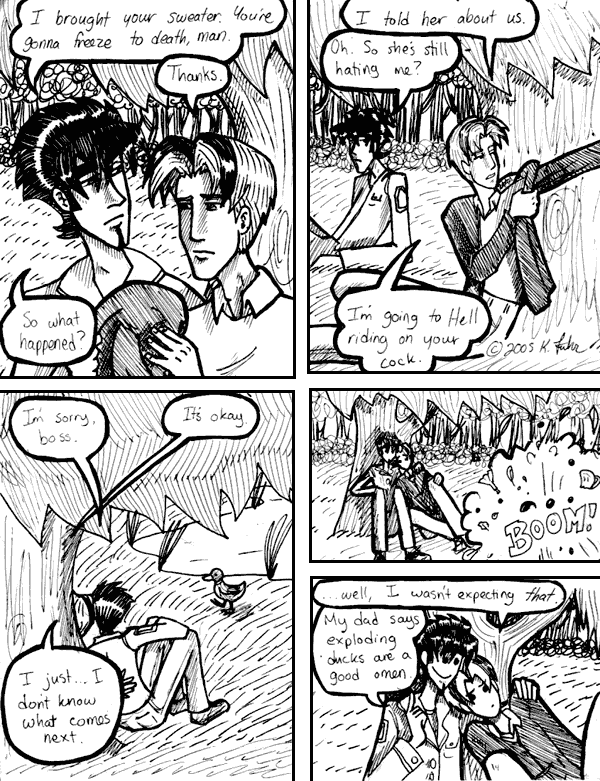 I brought your sweater. You're
gonna freeze to death, man.
Thanks.
So what
happened?
I told her about us.
Oh. So she's still
hating me?
I'm going to Hell
riding on your
cock.
© 2005 K.
I'm sorry,
boss.
It's okay.
I just... I
don't know
what comes
next.
BOOM!
...well, I wasn't expecting that.
My dad says
exploding
ducks are a
good omen.